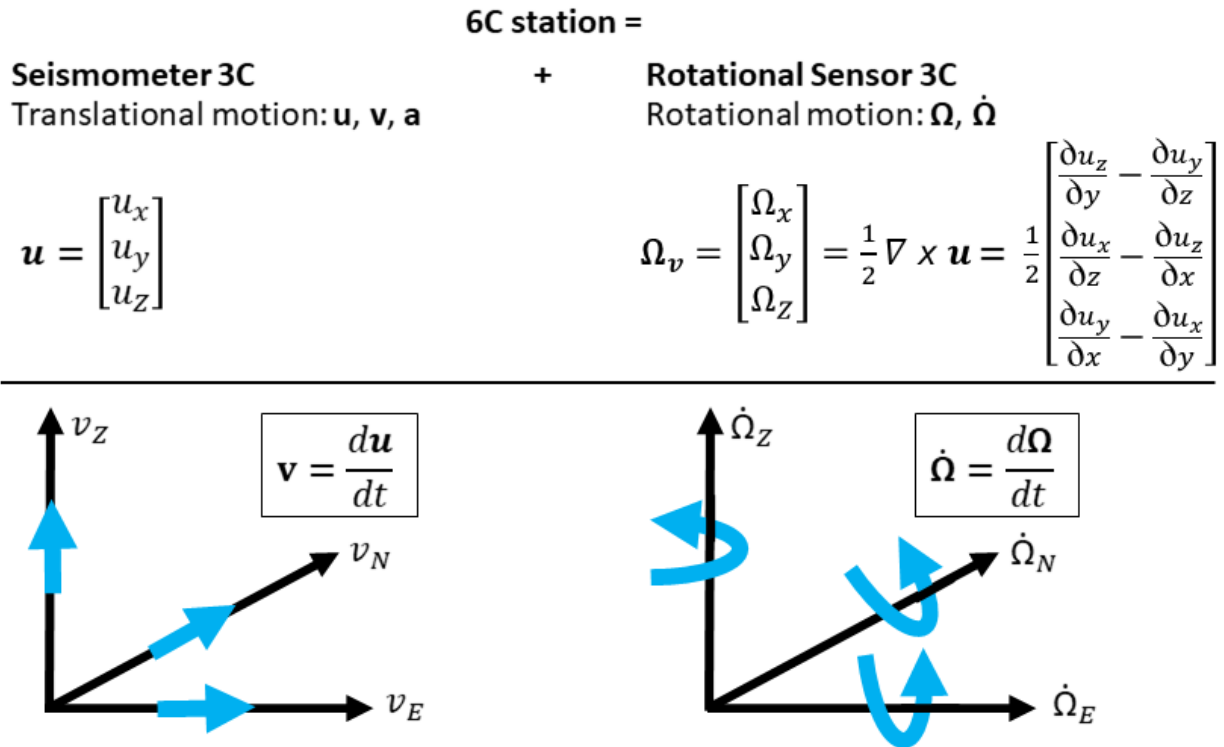 6C station =
Seismometer 3C + Rotational Sensor 3C
Translational motion: u, v, a
Rotational motion: Ω, Ω̇
u = [u_x u_y u_Z]
Ω_v = [Ω_x Ω_y Ω_Z] = 1/2 ∇ x u = 1/2 [∂u_z/∂y − ∂u_y/∂z ∂u_x/∂z − ∂u_z/∂x ∂u_y/∂x − ∂u_x/∂y]
v_Z
v = du/dt
v_N
v_E
Ω̇_Z
Ω̇ = dΩ/dt
Ω̇_N
Ω̇_E